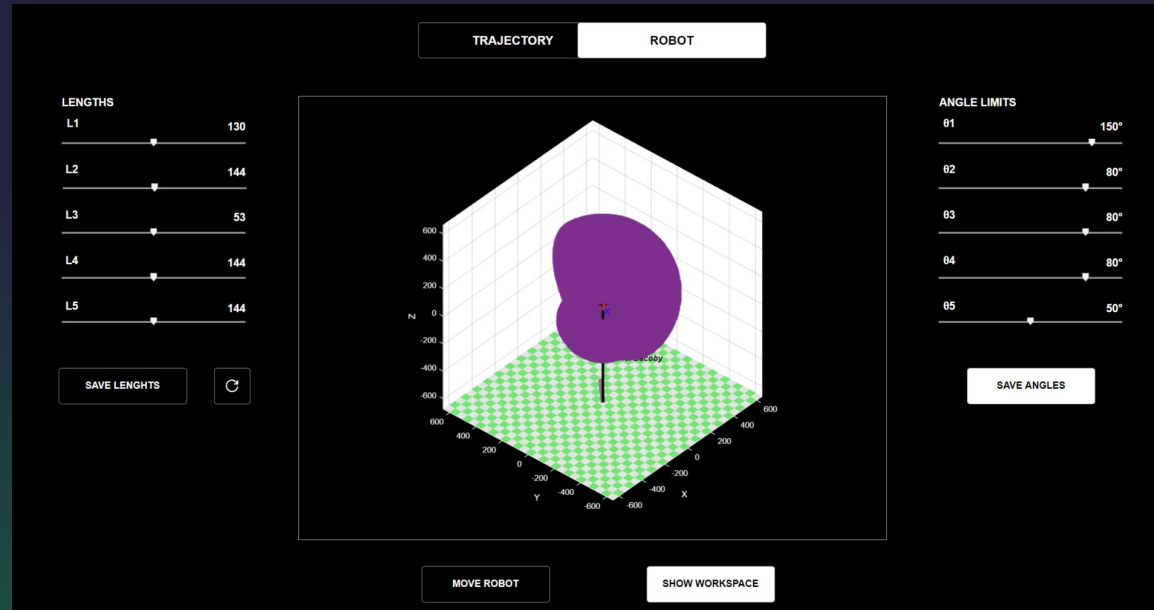 TRAJECTORY
ROBOT
LENGTHS
L1
130
L2
144
L3
53
L4
144
L5
144
SAVE LENGHTS
600
400
200
0
-200
-400
-600
Z
600
400
200
0
-200
-400
-600
Y
600
400
200
0
-200
-400
-600
X
X
ANGLE LIMITS
θ1
150°
θ2
80°
θ3
80°
θ4
80°
θ5
50°
SAVE ANGLES
MOVE ROBOT
SHOW WORKSPACE